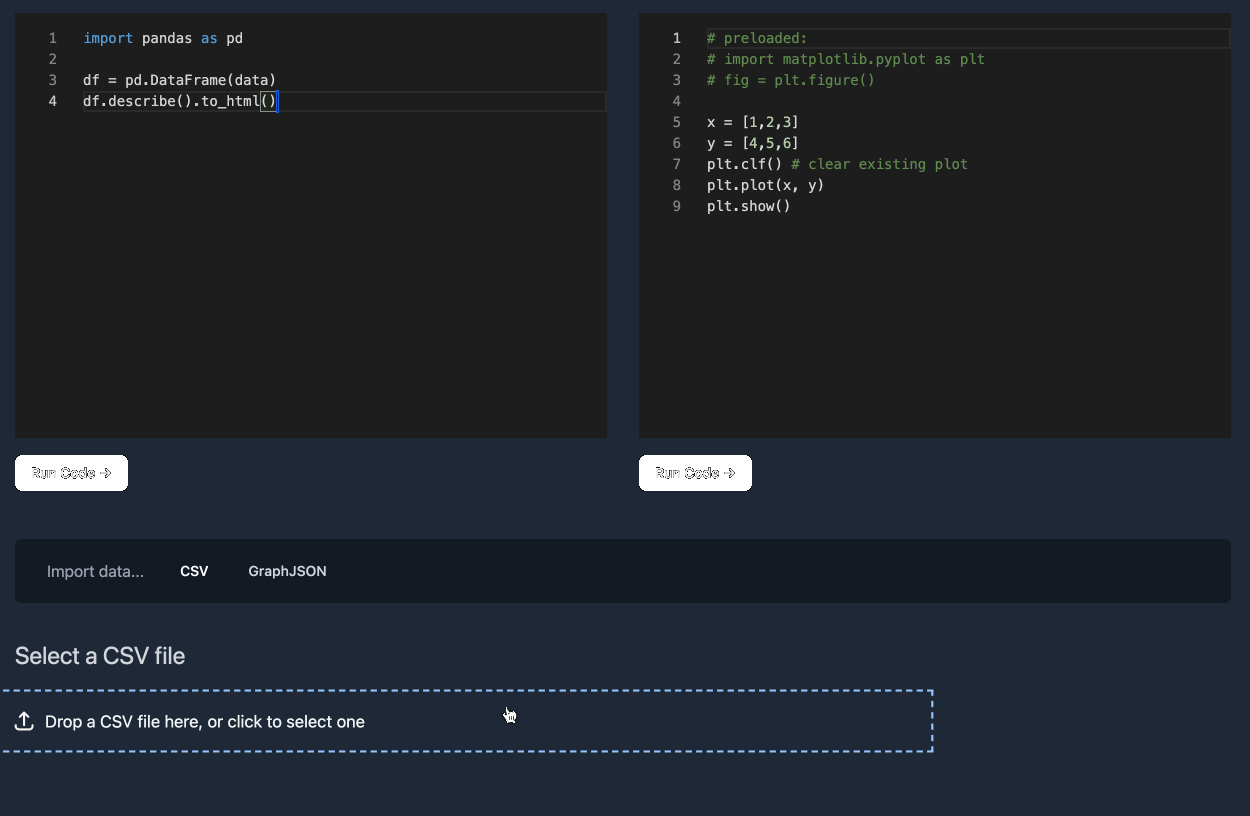 1 import pandas as pd
2
3 df = pd.DataFrame(data)
4 df.describe().to_html()
1 # preloaded:
2 # import matplotlib.pyplot as plt
3 # fig = plt.figure()
4
5 x = [1,2,3]
6 y = [4,5,6]
7 plt.clf() # clear existing plot
8 plt.plot(x, y)
9 plt.show()
Run Code →
Run Code →
Import data... CSV GraphJSON
Select a CSV file
Drop a CSV file here, or click to select one